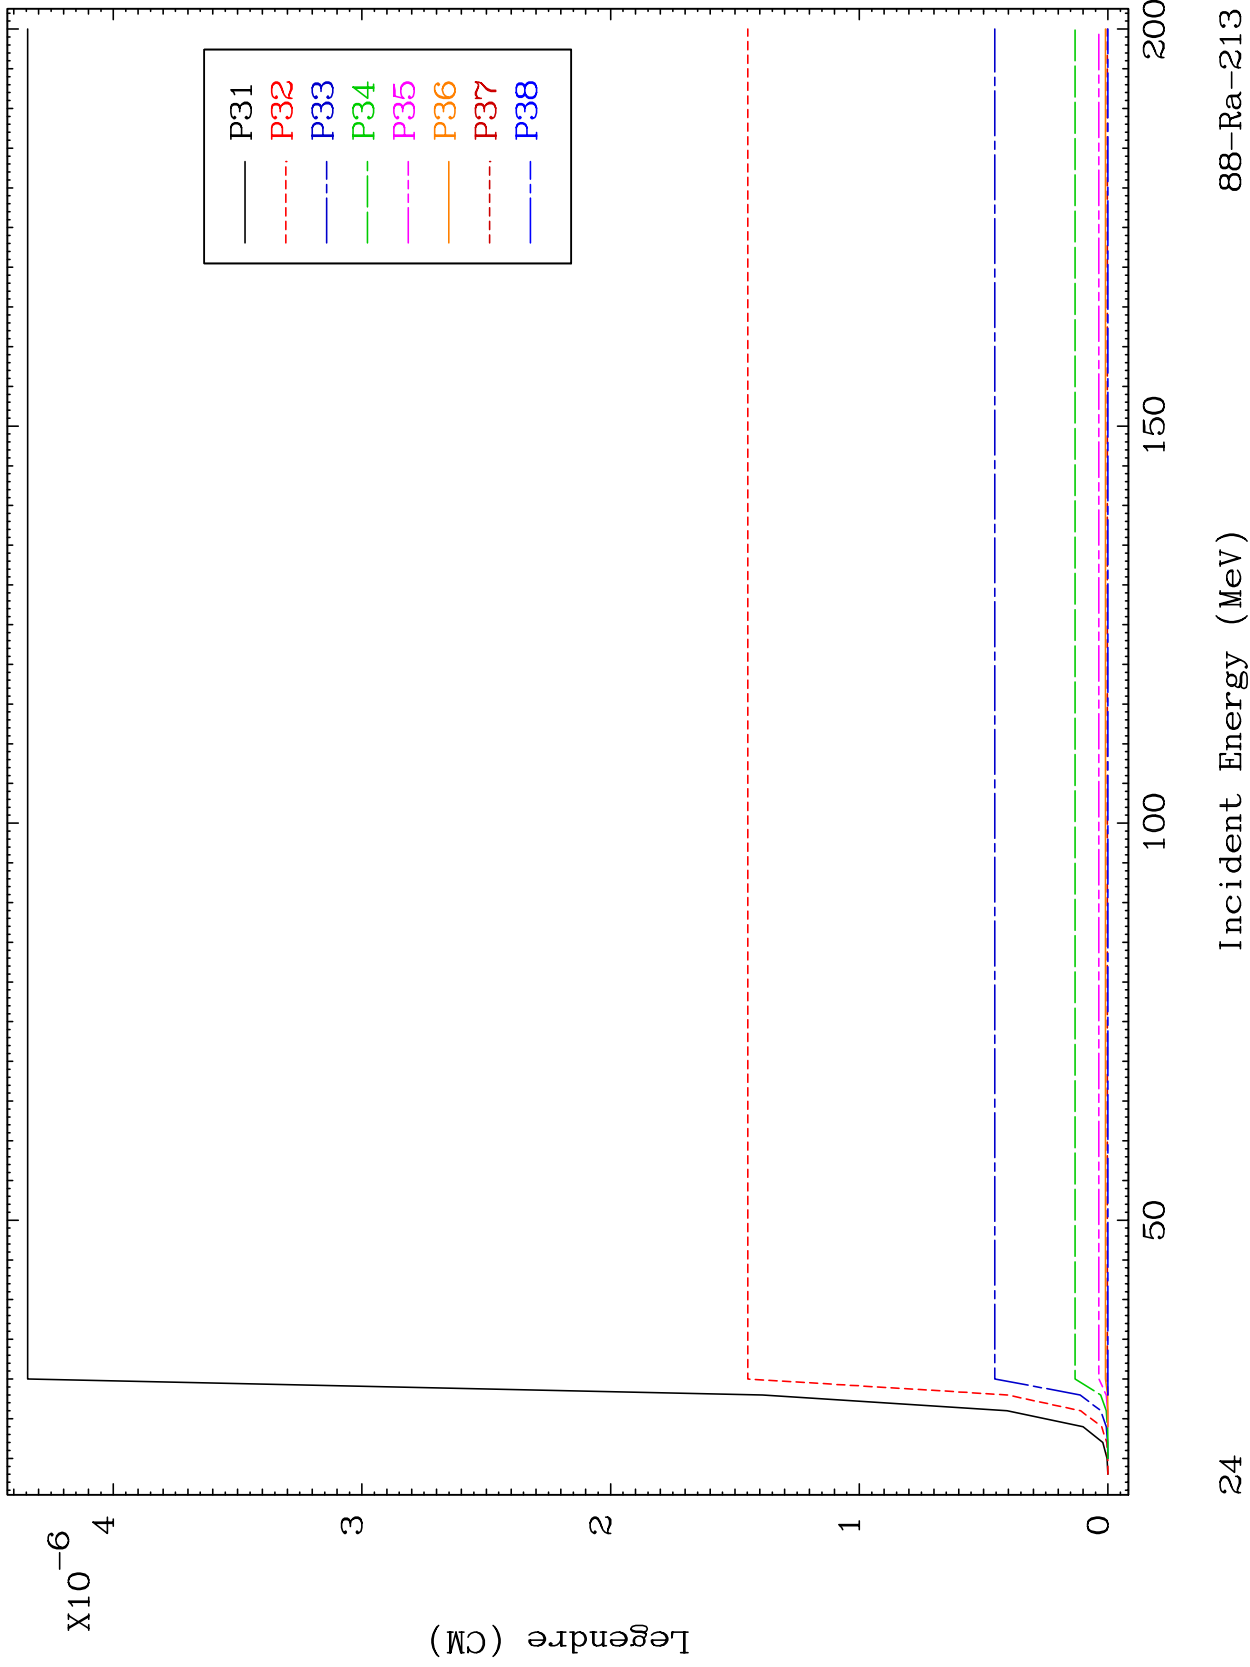 X10
-6
4
3
2
1
0
Legendre (CM)
P31
P32
P33
P34
P35
P36
P37
P38
50
100
150
200
Incident Energy (MeV)
24
88-Ra-213